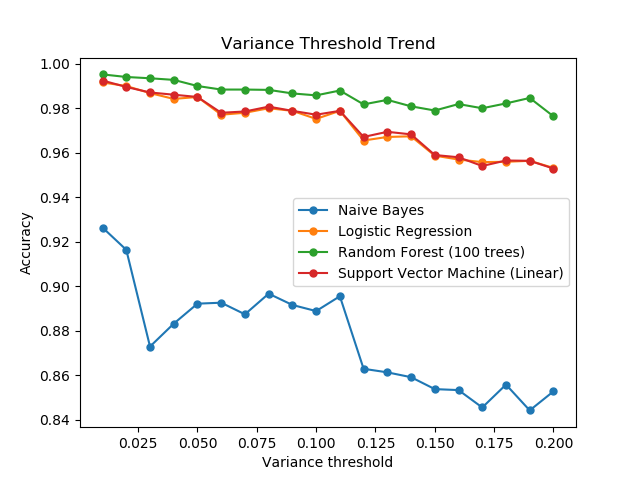 Variance Threshold Trend
1.00
0.98
0.96
0.94
0.92
0.90
0.88
0.86
0.84
Accuracy
Naive Bayes
Logistic Regression
Random Forest (100 trees)
Support Vector Machine (Linear)
0.025 0.050 0.075 0.100 0.125 0.150 0.175 0.200
Variance threshold